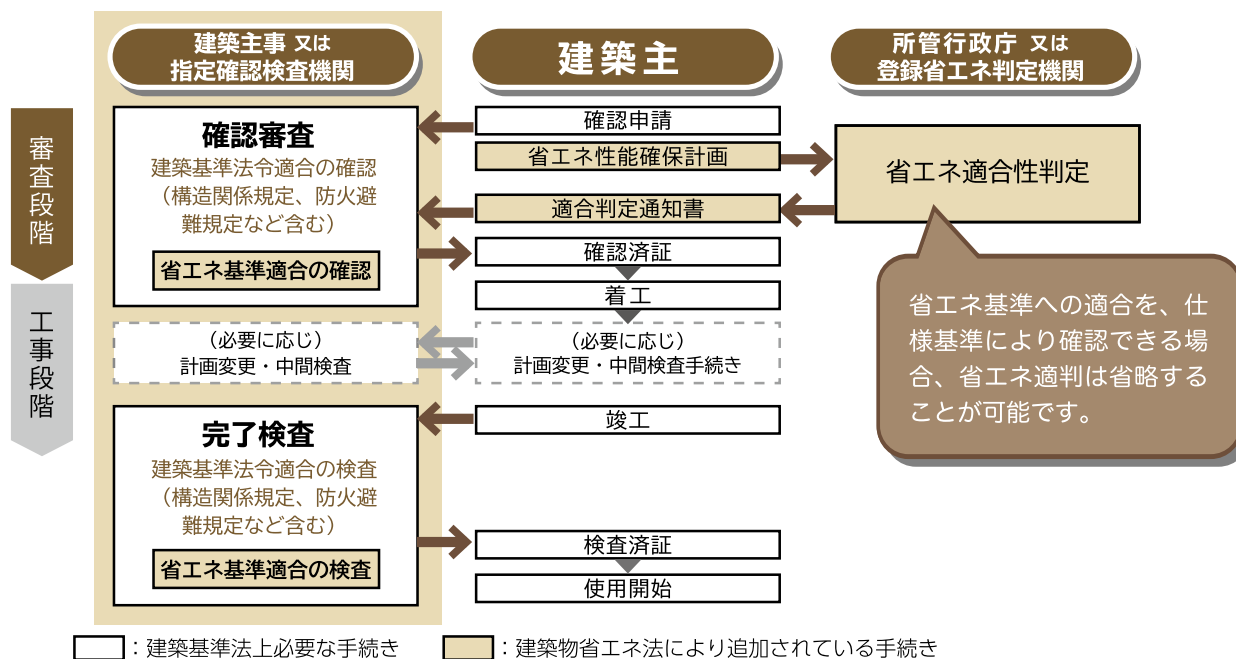 建築主事 又は
指定確認検査機関
建築主
所管行政庁 又は
登録省エネ判定機関
審査段階
確認審査
建築基準法令適合の確認
（構造関係規定、防火避
難規定など含む）
省エネ基準適合の確認
確認申請
省エネ性能確保計画
適合判定通知書
確認済証
着工
省エネ適合性判定
省エネ基準への適合を、仕
様基準により確認できる場
合、省エネ適判は省略する
ことが可能です。
工事段階
（必要に応じ）
計画変更・中間検査
（必要に応じ）
計画変更・中間検査手続き
完了検査
建築基準法令適合の検査
（構造関係規定、防火避
難規定など含む）
省エネ基準適合の検査
竣工
検査済証
使用開始
：建築基準法上必要な手続き
：建築物省エネ法により追加されている手続き